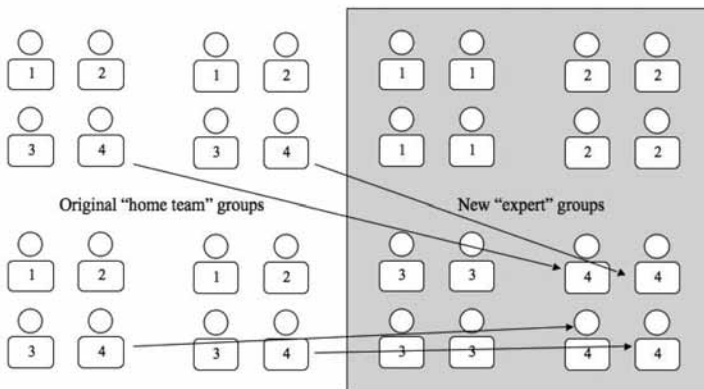 1 2 1 2 1 1 2 2
3 4 3 4 1 1 2 2
Original “home team” groups New “expert” groups
1 2 1 2 3 3 4 4
3 4 3 4 3 3 4 4